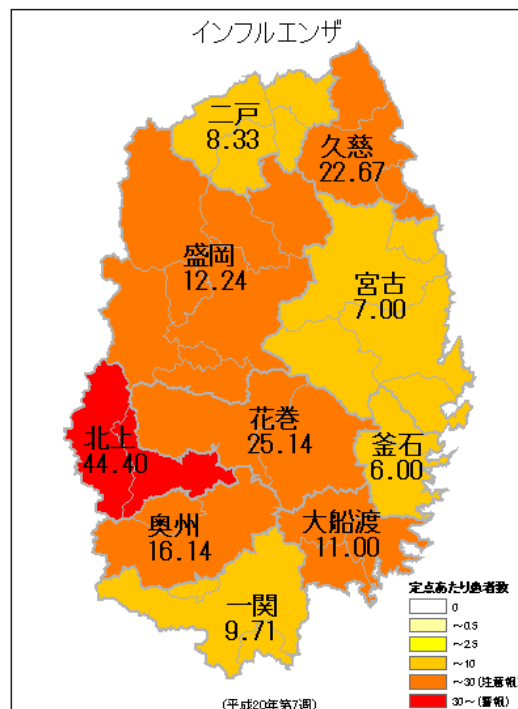 インフルエンザ
二戸
8.33
久慈
22.67
盛岡
12.24
宮古
7.00
花巻
25.14
北上
44.40
釜石
6.00
奥州
16.14
大船渡
11.00
一関
9.71
定点あたり患者数
0
～0.5
～2.5
～10
～30(注意報)
30～(警報)
(平成20年第7週)